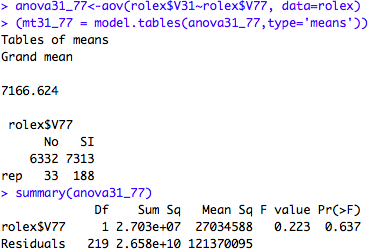 > anova31_77<-aov(rolex$V31~rolex$V77, data=rolex)
> (mt31_77 = model.tables(anova31_77,type='means'))
Tables of means
Grand mean
7166.624
rolex$V77
No SI
6332 7313
rep 33 188
> summary(anova31_77)
Df Sum Sq Mean Sq F value Pr(>F)
rolex$V77 1 2.703e+07 27034588 0.223 0.637
Residuals 219 2.658e+10 121370095